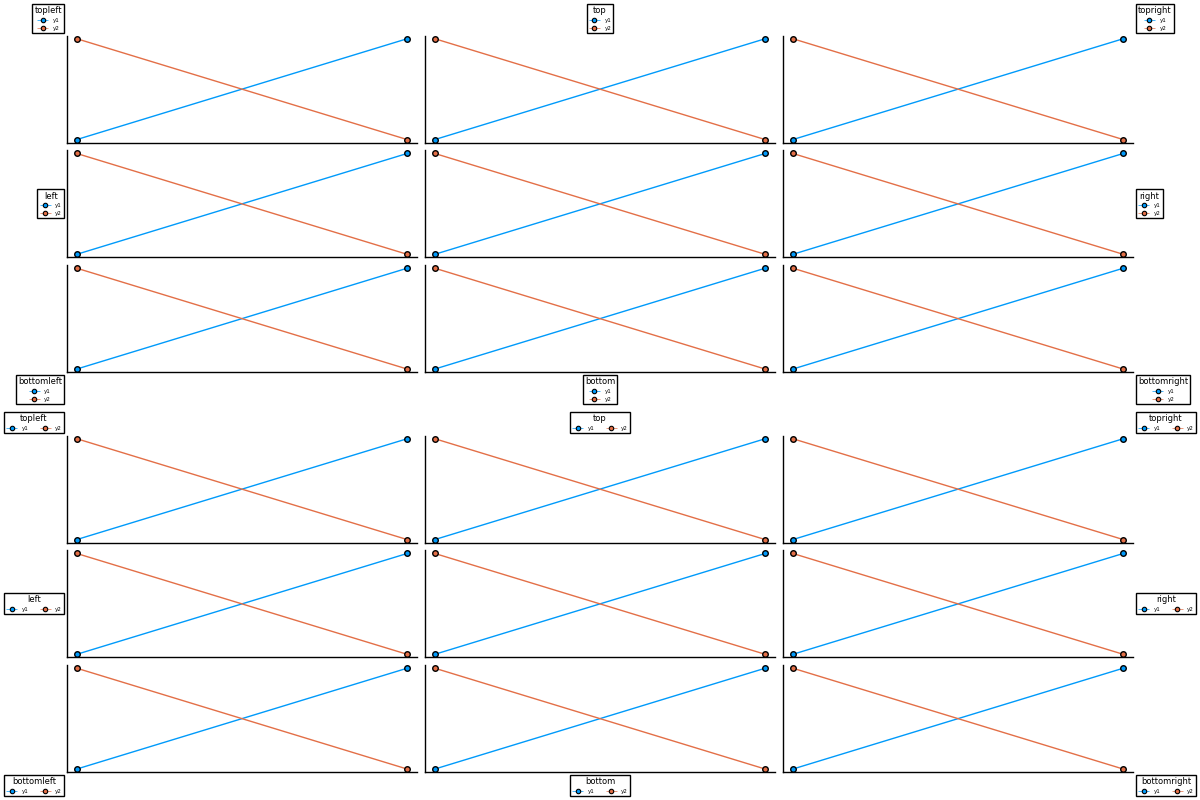 topleft
y1
y2
top
y1
y2
topright
y1
y2
left
y1
y2
right
y1
y2
bottomleft
y1
y2
bottom
y1
y2
bottomright
y1
y2
topleft
y1 y2
top
y1 y2
topright
y1 y2
left
y1 y2
right
y1 y2
bottomleft
y1 y2
bottom
y1 y2
bottomright
y1 y2